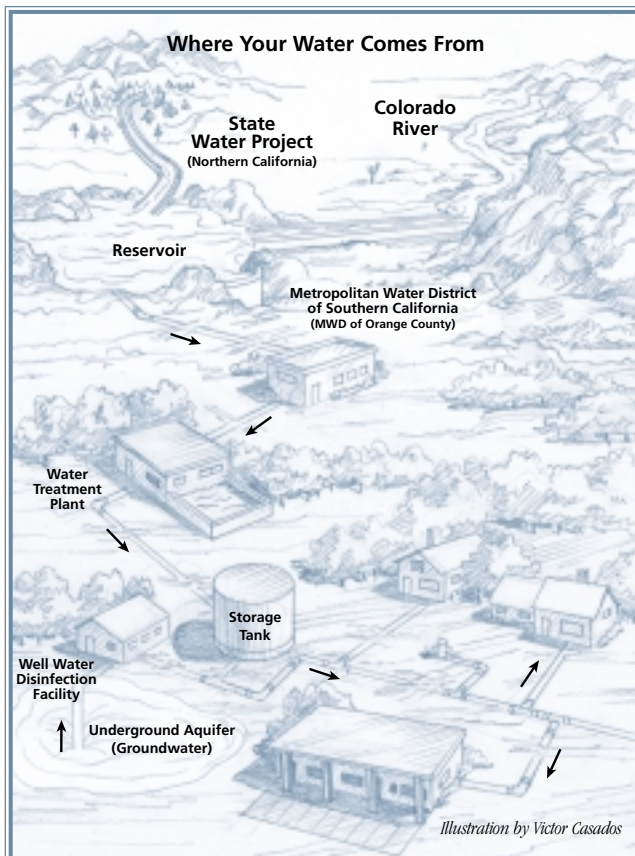 Where Your Water Comes From
State
Water Project
(Northern California)
Colorado
River
Reservoir
Metropolitan Water District
of Southern California
(MWD of Orange County)
Water
Treatment
Plant
Storage
Tank
Well Water
Disinfection
Facility
Underground Aquifer
(Groundwater)
Illustration by Victor Casados